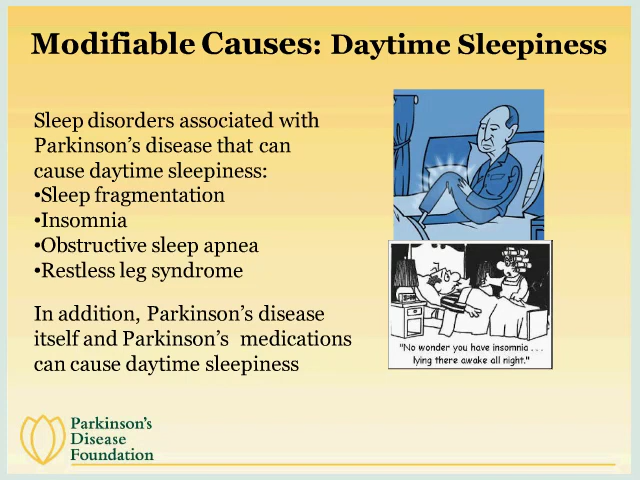 Modifiable Causes: Daytime Sleepiness
Sleep disorders associated with
Parkinson’s disease that can
cause daytime sleepiness:
•Sleep fragmentation
•Insomnia
•Obstructive sleep apnea
•Restless leg syndrome
In addition, Parkinson’s disease
itself and Parkinson’s medications
can cause daytime sleepiness
"No wonder you have insomnia . . .
lying there awake all night."
Parkinson’s
Disease
Foundation